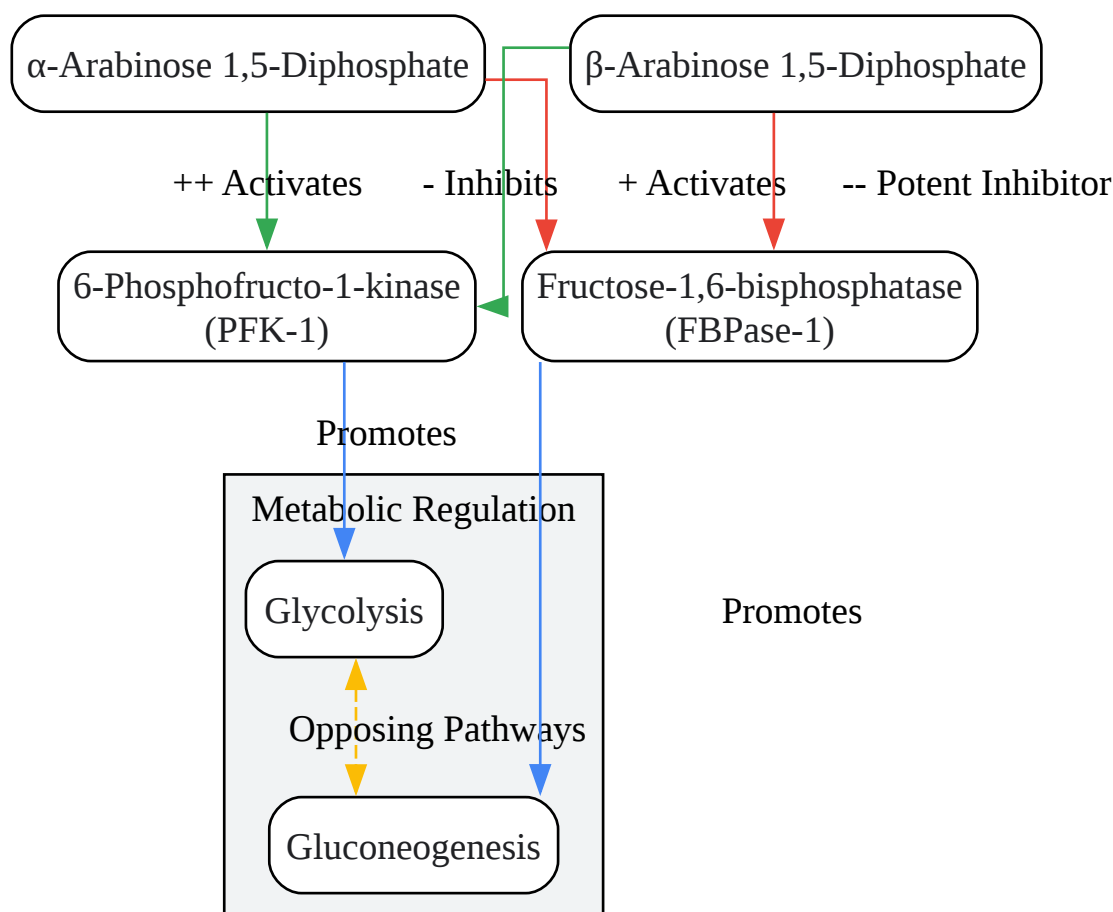 α-Arabinose 1,5-Diphosphate
β-Arabinose 1,5-Diphosphate
++ Activates
- Inhibits
+ Activates
-- Potent Inhibitor
6-Phosphofructo-1-kinase
(PFK-1)
Fructose-1,6-bisphosphatase
(FBPase-1)
Promotes
Metabolic Regulation
Glycolysis
Promotes
Opposing Pathways
Gluconeogenesis